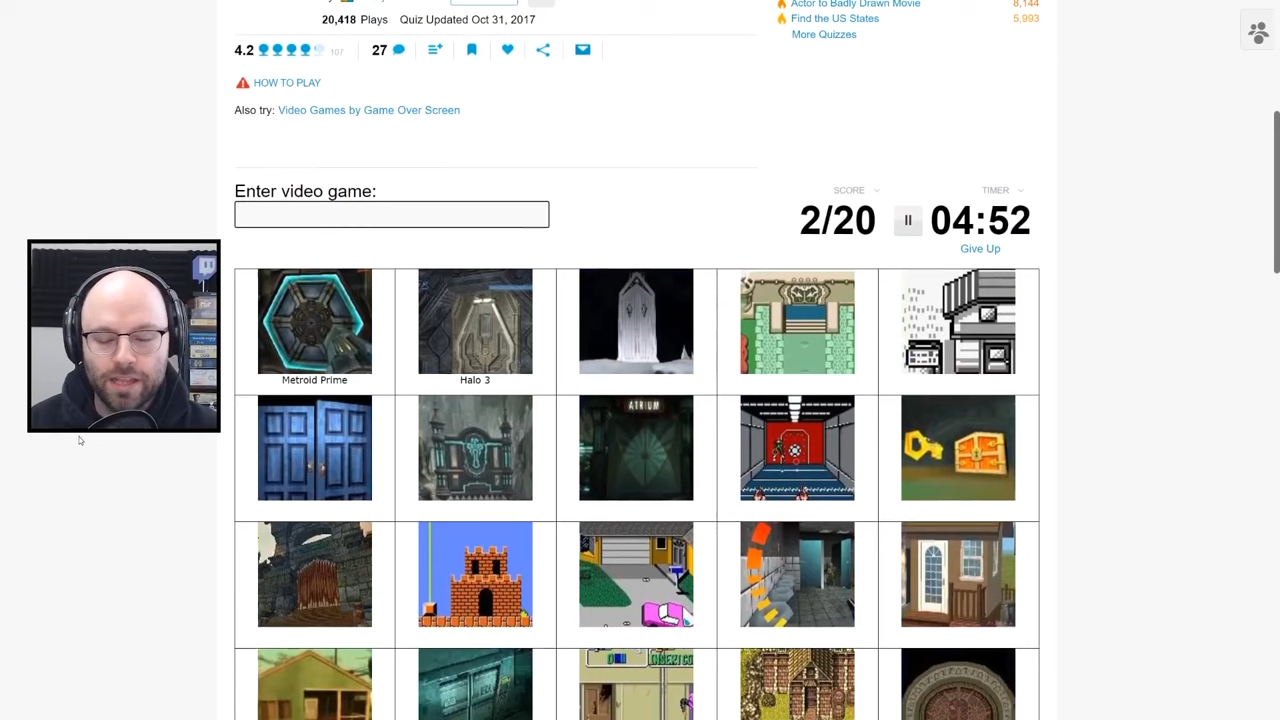 20,418 Plays Quiz Updated Oct 31, 2017
Actor to Badly Drawn Movie 8,144
Find the US States 5,993
More Quizzes
4.2 107 27
HOW TO PLAY
Also try: Video Games by Game Over Screen
Enter video game:
SCORE TIMER
2/20 04:52
Give Up
Metroid Prime Halo 3
ATRIUM